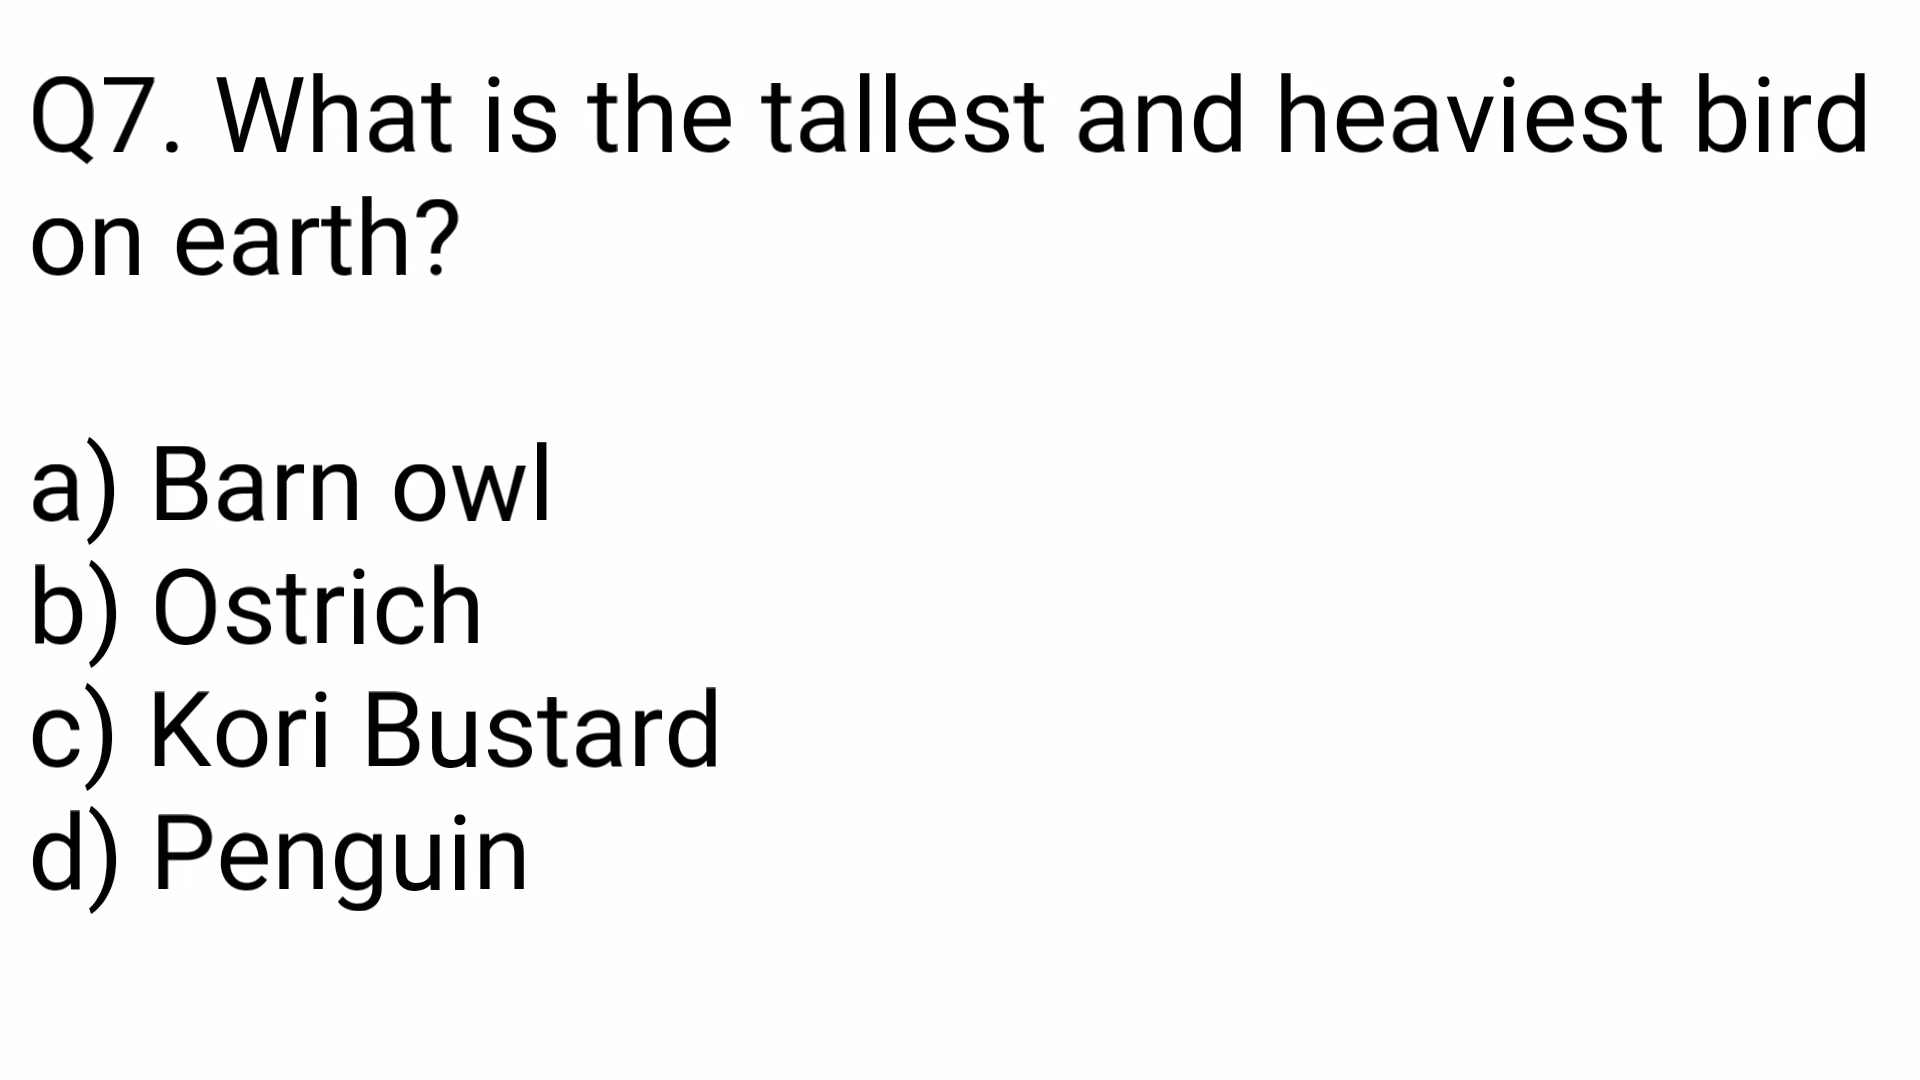 Q7. What is the tallest and heaviest bird
on earth?
a) Barn owl
b) Ostrich
c) Kori Bustard
d) Penguin